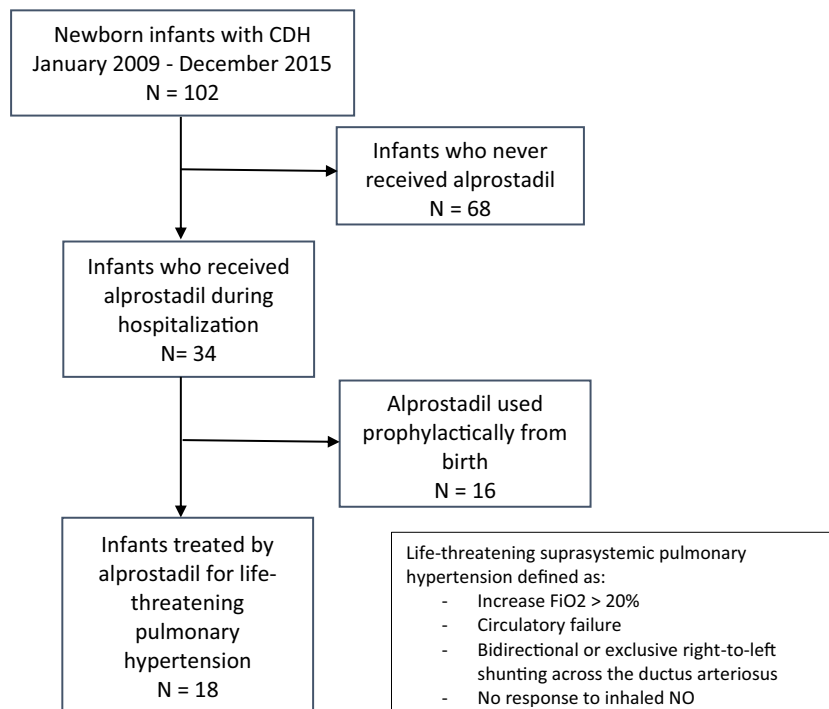 Newborn infants with CDH
January 2009 - December 2015
N = 102
Infants who never
received alprostadil
N = 68
Infants who received
alprostadil during
hospitalization
N= 34
Alprostadil used
prophylactically from
birth
N = 16
Infants treated by
alprostadil for life-
threatening
pulmonary
hypertension
N = 18
Life-threatening suprasystemic pulmonary
hypertension defined as:
- Increase FiO2 > 20%
- Circulatory failure
- Bidirectional or exclusive right-to-left
shunting across the ductus arteriosus
- No response to inhaled NO